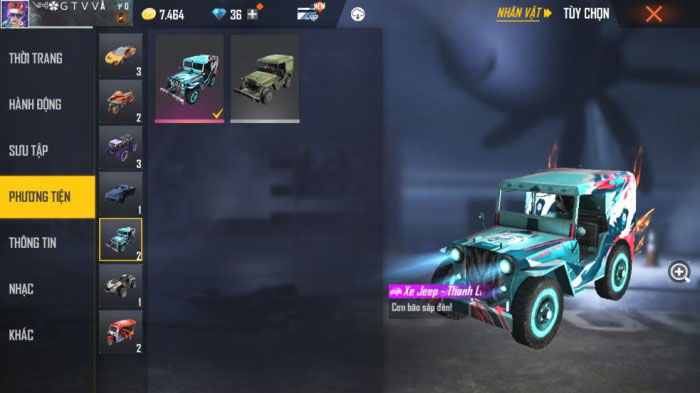 GTVVÀ
7.464
36
NHÂN VẬT
TÙY CHỌN
THỜI TRANG
HÀNH ĐỘNG
SƯU TẬP
PHƯƠNG TIỆN
THÔNG TIN
NHẠC
KHÁC
3
2
3
1
2
1
2
Xe Jeep - Thanh L
Cơn bão sắp đến!